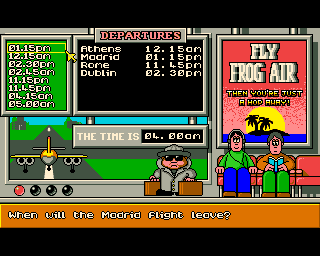 DEPARTURES
01.15pm
12.15am
02.30pm
02.45am
11.15pm
11.45pm
04.15am
05.00am
Athens 12.15am
Madrid 01.15pm
Rome 11.45pm
Dublin 02.30pm
FLY
FROG AIR
THEN YOU'RE JUST
A HOP AWAY!
THE TIME IS 04.00am
When will the Madrid flight leave?